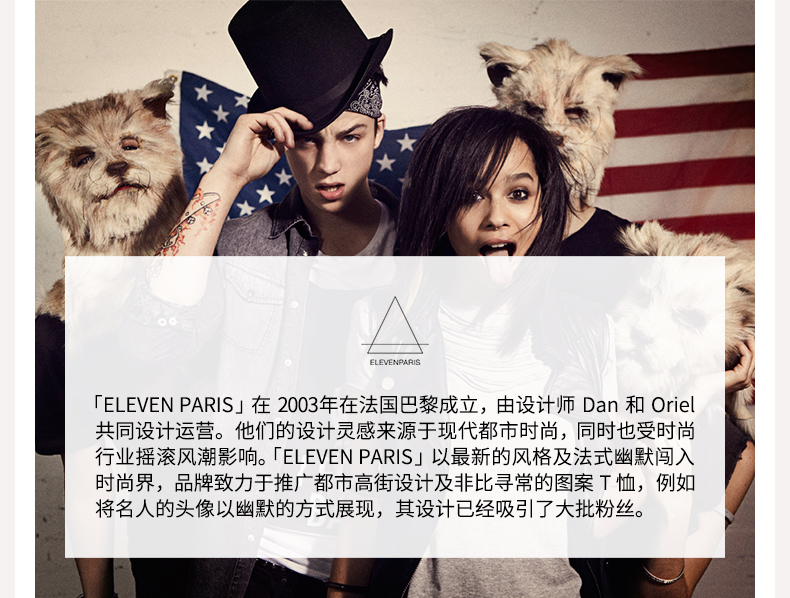 ELEVENPARIS
「ELEVEN PARIS」在 2003年在法国巴黎成立，由设计师 Dan 和 Oriel
共同设计运营。他们的设计灵感来源于现代都市时尚，同时也受时尚
行业摇滚风潮影响。「ELEVEN PARIS」以最新的风格及法式幽默闯入
时尚界，品牌致力于推广都市高街设计及非比寻常的图案 T 恤，例如
将名人的头像以幽默的方式展现，其设计已经吸引了大批粉丝。